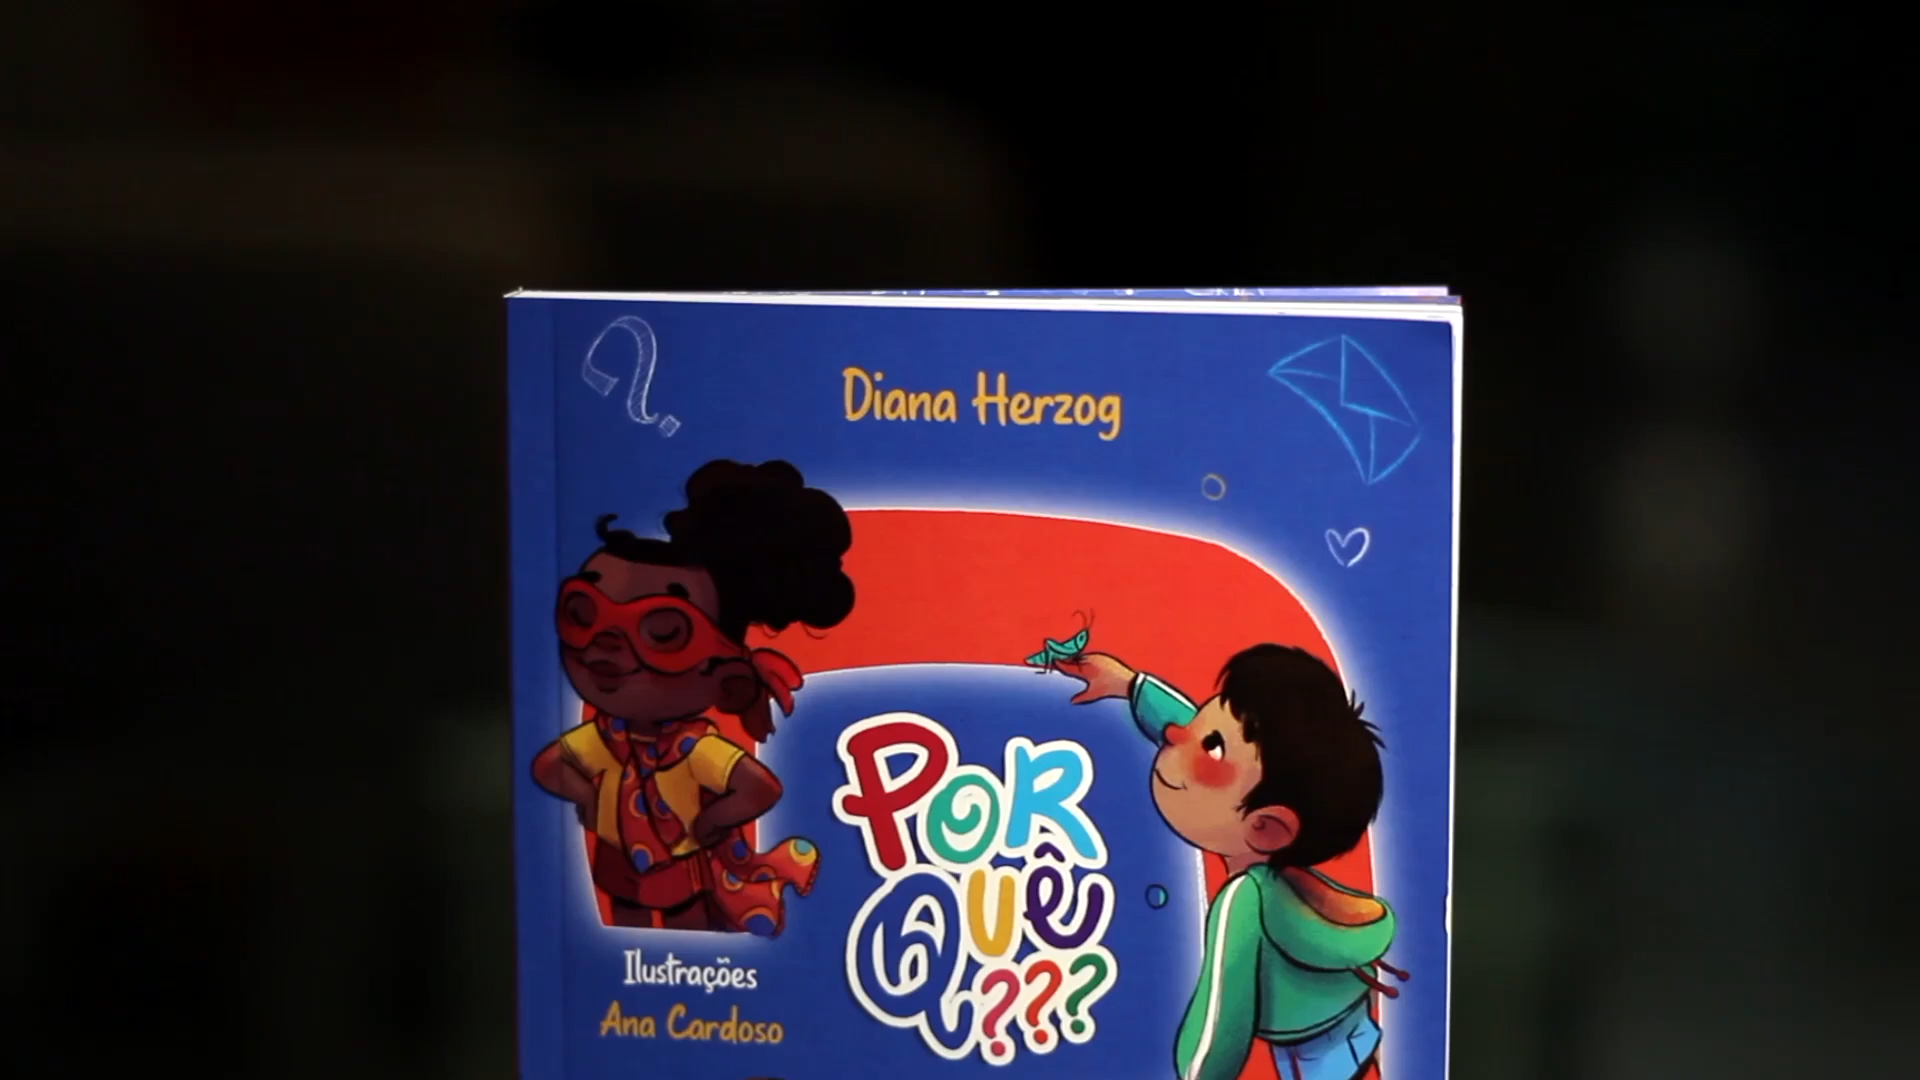 Diana Herzog
Por
Quê
???
Ilustrações
Ana Cardoso